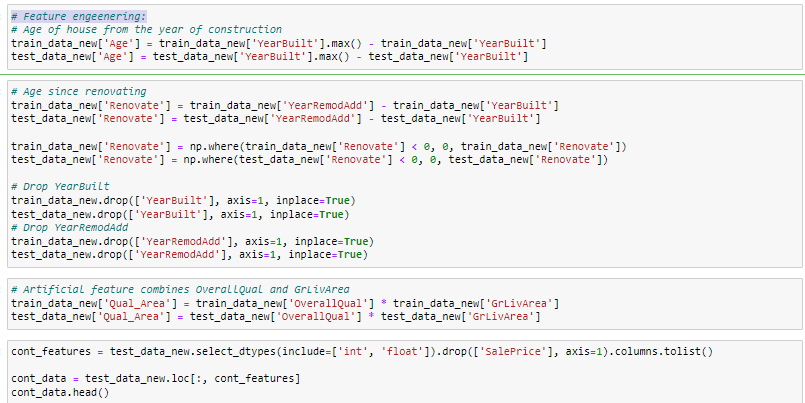 # Feature engeenering:
# Age of house from the year of construction
train_data_new['Age'] = train_data_new['YearBuilt'].max() - train_data_new['YearBuilt']
test_data_new['Age'] = test_data_new['YearBuilt'].max() - test_data_new['YearBuilt']
# Age since renovating
train_data_new['Renovate'] = train_data_new['YearRemodAdd'] - train_data_new['YearBuilt']
test_data_new['Renovate'] = test_data_new['YearRemodAdd'] - test_data_new['YearBuilt']
train_data_new['Renovate'] = np.where(train_data_new['Renovate'] < 0, 0, train_data_new['Renovate'])
test_data_new['Renovate'] = np.where(test_data_new['Renovate'] < 0, 0, test_data_new['Renovate'])
# Drop YearBuilt
train_data_new.drop(['YearBuilt'], axis=1, inplace=True)
test_data_new.drop(['YearBuilt'], axis=1, inplace=True)
# Drop YearRemodAdd
train_data_new.drop(['YearRemodAdd'], axis=1, inplace=True)
test_data_new.drop(['YearRemodAdd'], axis=1, inplace=True)
# Artificial feature combines OverallQual and GrLivArea
train_data_new['Qual_Area'] = train_data_new['OverallQual'] * train_data_new['GrLivArea']
test_data_new['Qual_Area'] = test_data_new['OverallQual'] * test_data_new['GrLivArea']
cont_features = test_data_new.select_dtypes(include=['int', 'float']).drop(['SalePrice'], axis=1).columns.tolist()
cont_data = test_data_new.loc[:, cont_features]
cont_data.head()